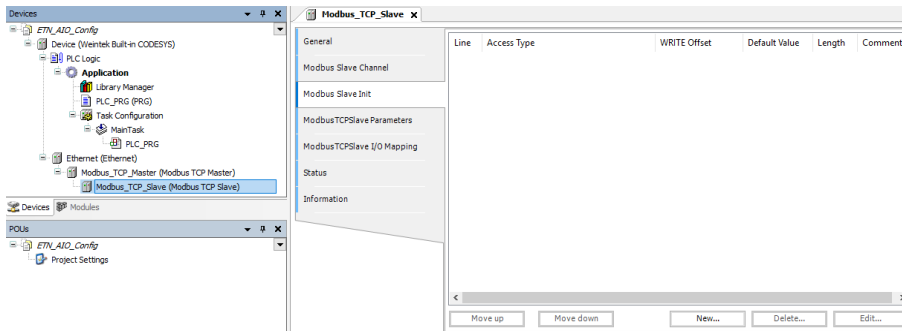 Devices
ETN_AIO_Config
Device (Weintek Built-in CODESYS)
PLC Logic
Application
Library Manager
PLC_PRG (PRG)
Task Configuration
MainTask
PLC_PRG
Ethernet (Ethernet)
Modbus_TCP_Master (Modbus TCP Master)
Modbus_TCP_Slave (Modbus TCP Slave)
Devices Modules
POUs
ETN_AIO_Config
Project Settings
Modbus_TCP_Slave
General
Modbus Slave Channel
Modbus Slave Init
ModbusTCPSlave Parameters
ModbusTCPSlave I/O Mapping
Status
Information
Line Access Type WRITE Offset Default Value Length Comment
Move up Move down New... Delete... Edit...